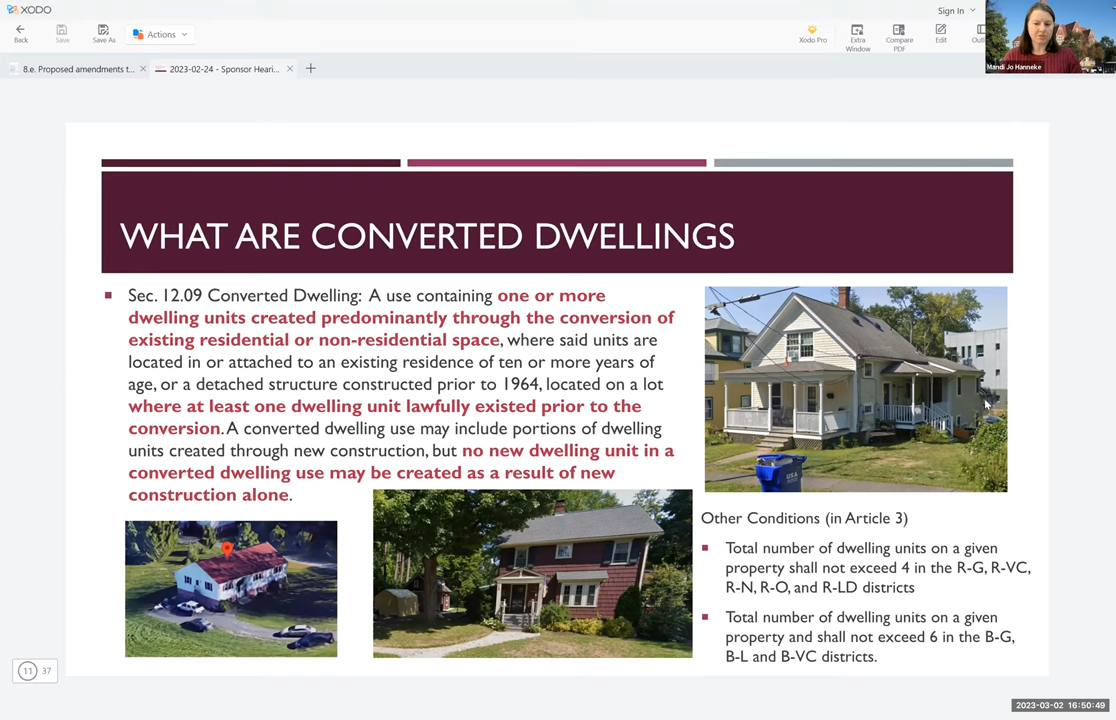 XODO
Sign In
Back
Save
Save As
Actions
Xodo Pro
Extra
Window
Compare
PDF
Edit
Mandi Jo Hanneke
8.e. Proposed amendments t...
2023-02-24 - Sponsor Heari...
WHAT ARE CONVERTED DWELLINGS
Sec. 12.09 Converted Dwelling: A use containing one or more
dwelling units created predominantly through the conversion of
existing residential or non-residential space, where said units are
located in or attached to an existing residence of ten or more years of
age, or a detached structure constructed prior to 1964, located on a lot
where at least one dwelling unit lawfully existed prior to the
conversion. A converted dwelling use may include portions of dwelling
units created through new construction, but no new dwelling unit in a
converted dwelling use may be created as a result of new
construction alone.
USA
Other Conditions (in Article 3)
Total number of dwelling units on a given
property shall not exceed 4 in the R-G, R-VC,
R-N, R-O, and R-LD districts
Total number of dwelling units on a given
property and shall not exceed 6 in the B-G,
B-L and B-VC districts.
11 37
2023-03-02 16:50:49